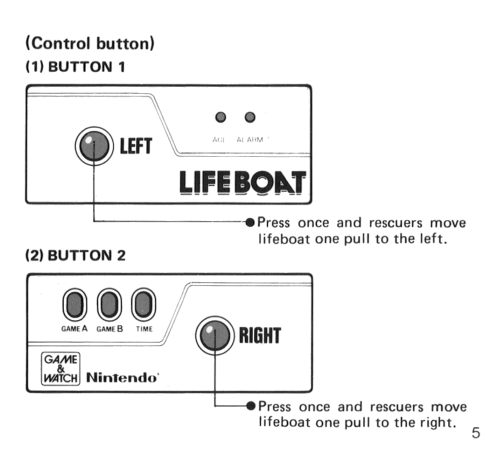 (Control button)
(1) BUTTON 1
LEFT
ACL ALARM
LIFEBOAT
Press once and rescuers move
lifeboat one pull to the left.
(2) BUTTON 2
GAME A GAME B TIME
RIGHT
GAME
&
WATCH Nintendo
Press once and rescuers move
lifeboat one pull to the right.
5